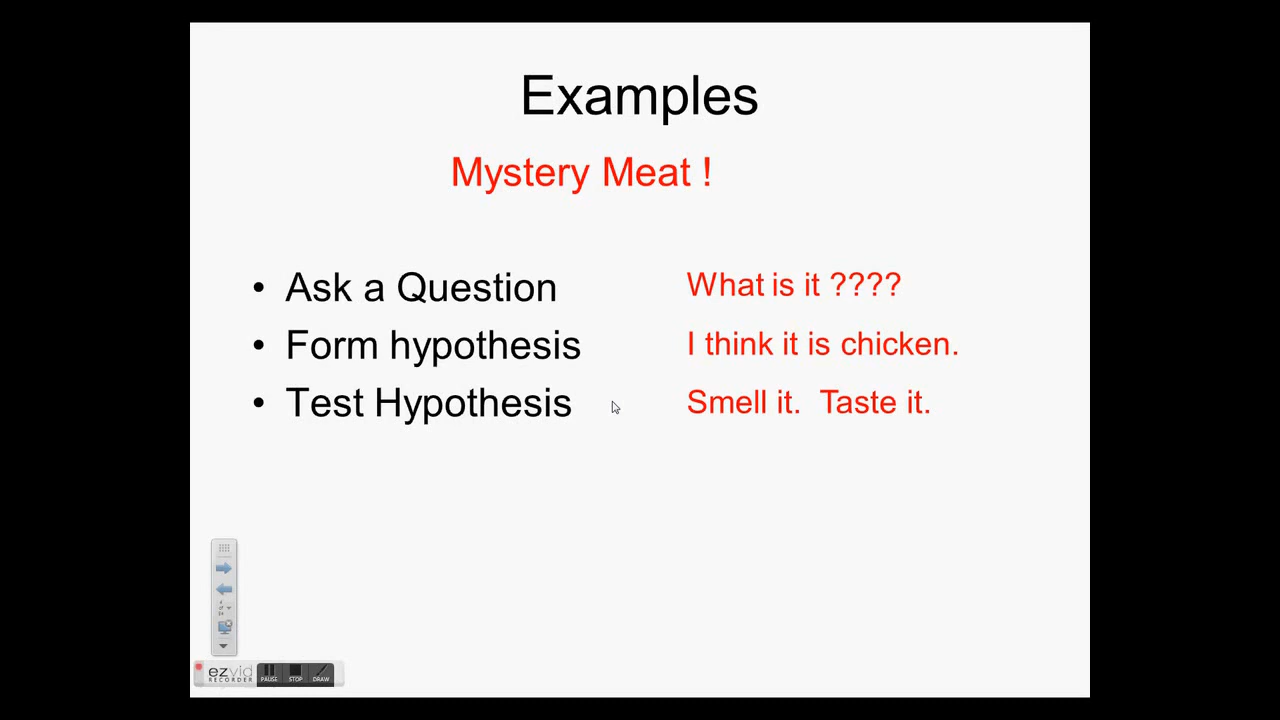 Examples
Mystery Meat !
• Ask a Question What is it ????
• Form hypothesis I think it is chicken.
• Test Hypothesis Smell it. Taste it.
ezvid
RECORDER
PAUSE STOP DRAW